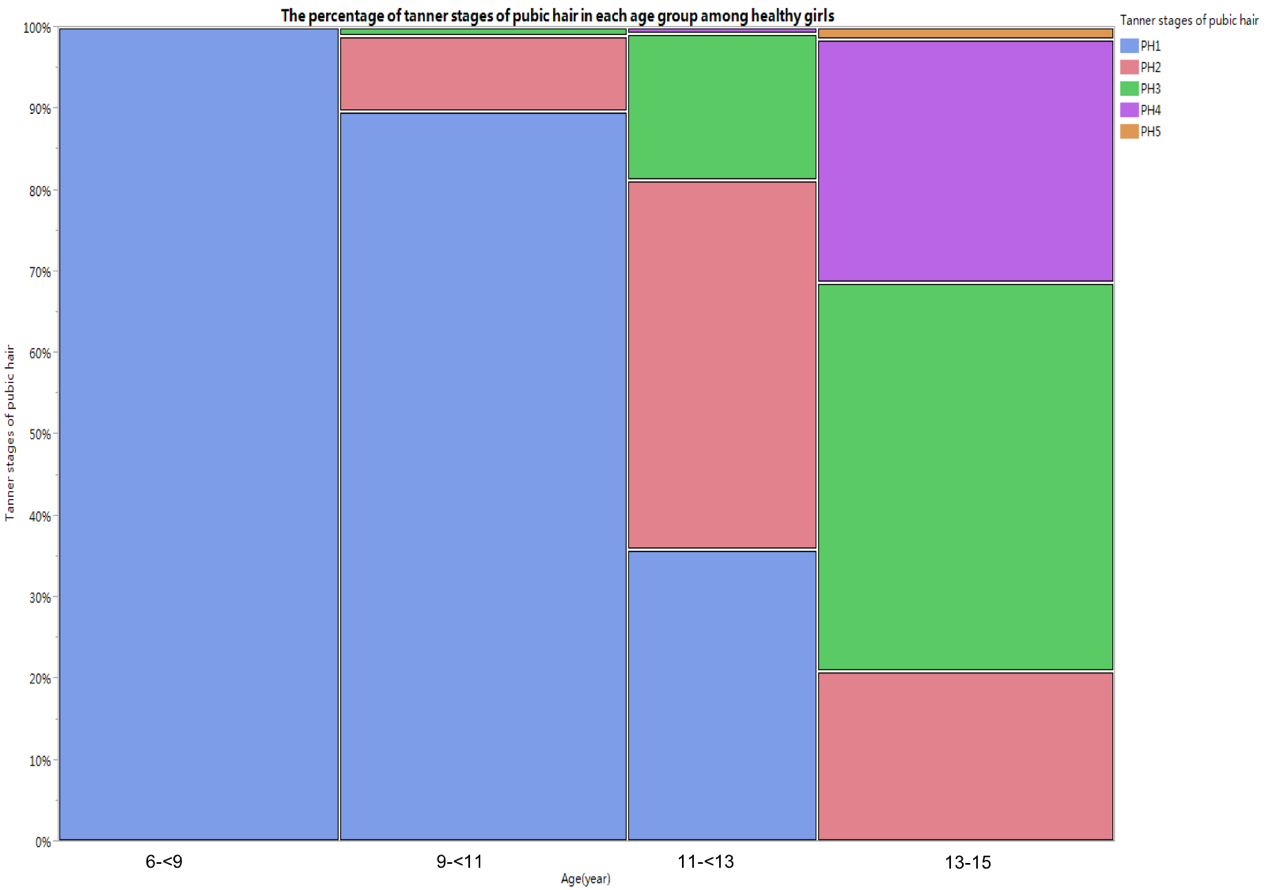 The percentage of tanner stages of pubic hair in each age group among healthy girls
Tanner stages of pubic hair
PH1
PH2
PH3
PH4
PH5
Tanner stages of pubic hair
100%
90%
80%
70%
60%
50%
40%
30%
20%
10%
0%
6-<9 9-<11 11-<13 13-15
Age(year)